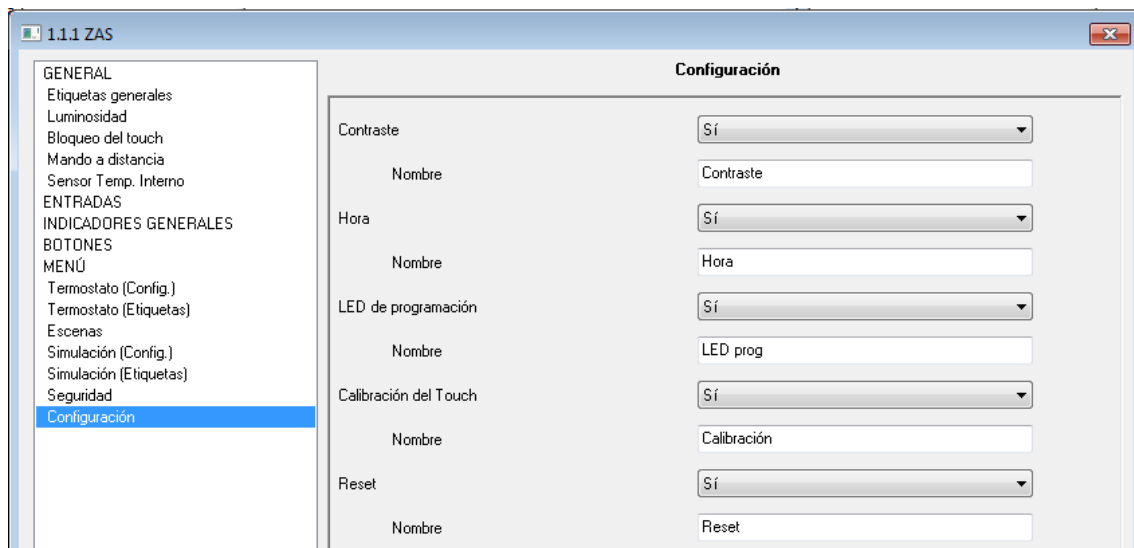 1.1.1 ZAS
GENERAL
Etiquetas generales
Luminosidad
Bloqueo del touch
Mando a distancia
Sensor Temp. Interno
ENTRADAS
INDICADORES GENERALES
BOTONES
MENÚ
Termostato (Config.)
Termostato (Etiquetas)
Escenas
Simulación (Config.)
Simulación (Etiquetas)
Seguridad
Configuración
Configuración
Contraste Sí
Nombre Contraste
Hora Sí
Nombre Hora
LED de programación Sí
Nombre LED prog
Calibración del Touch Sí
Nombre Calibración
Reset Sí
Nombre Reset